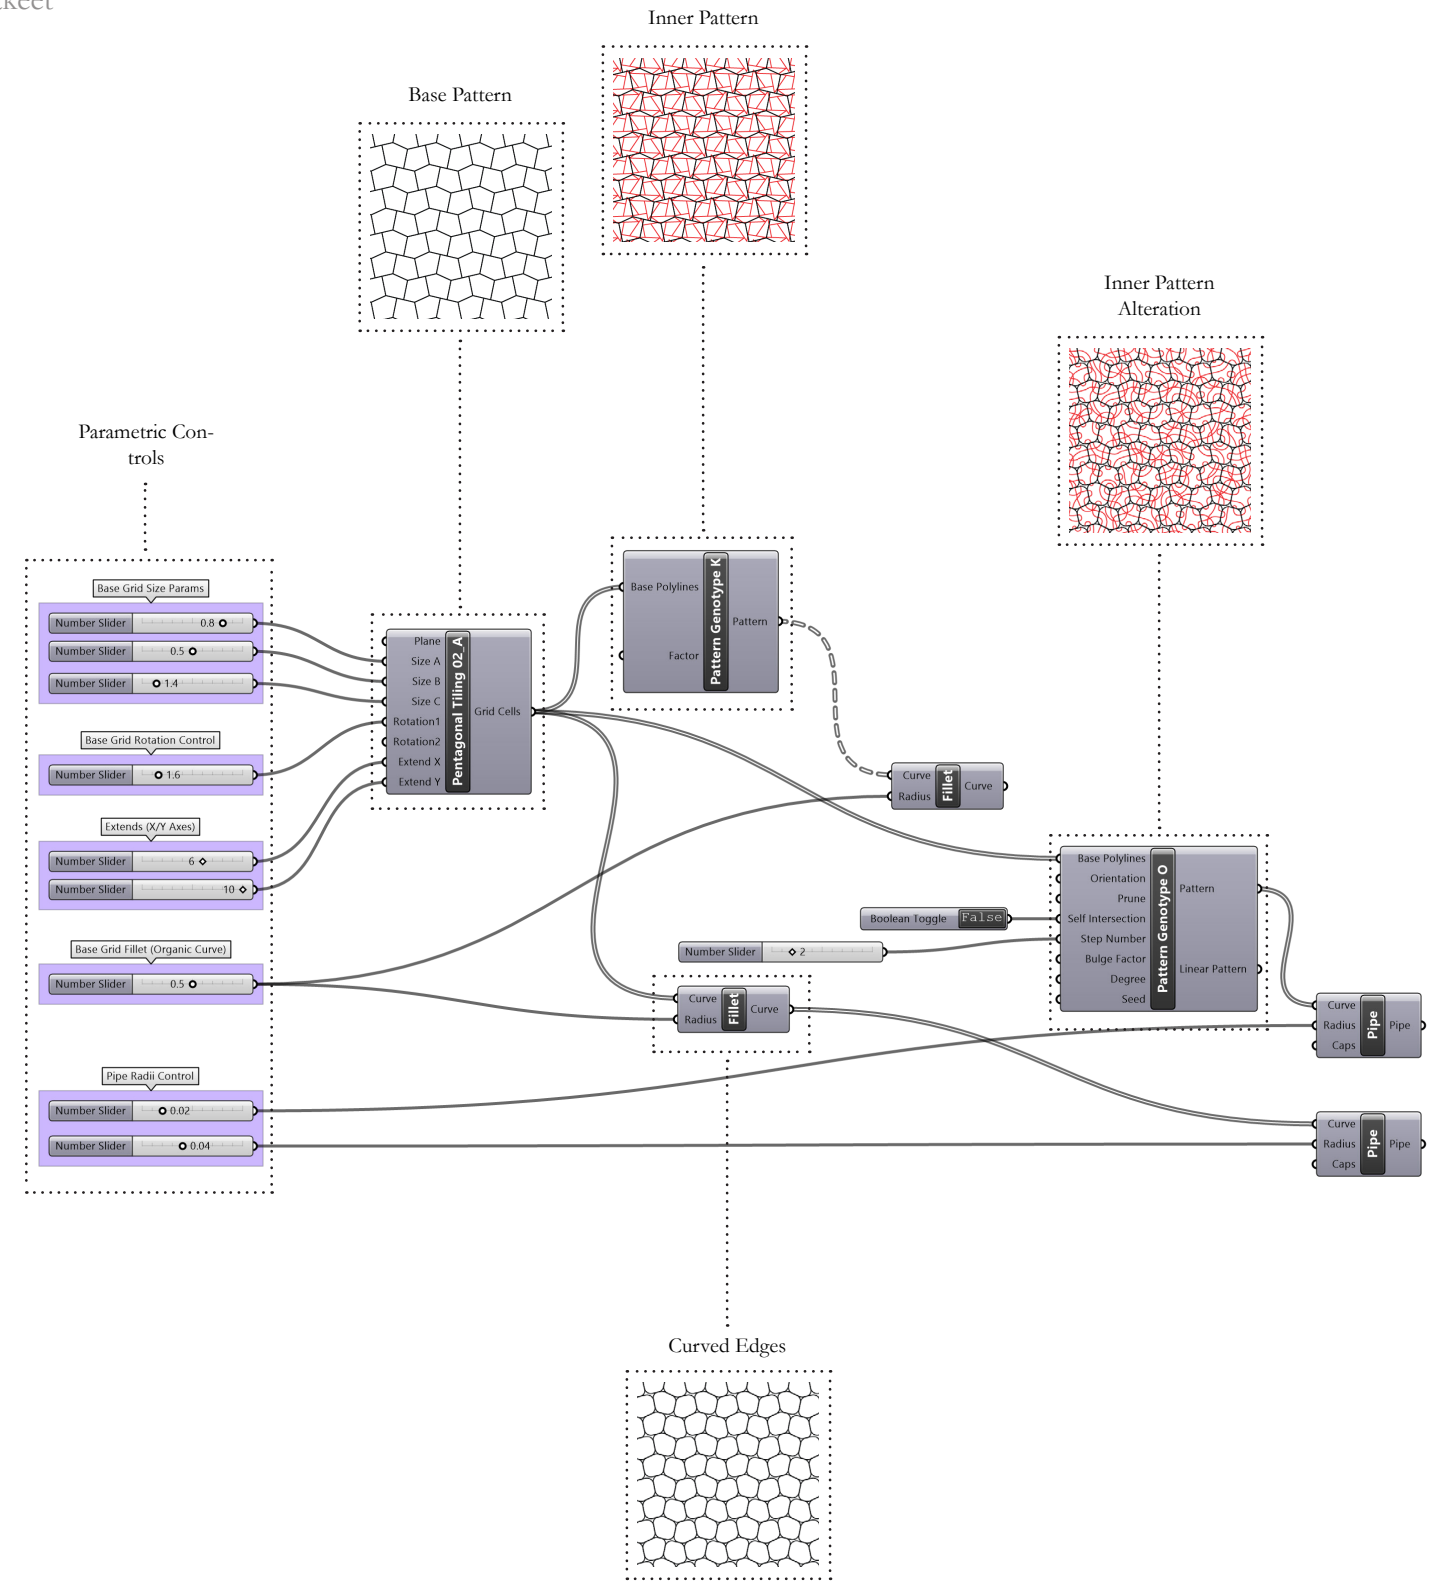 Inner Pattern
Base Pattern
Inner Pattern
Alteration
Parametric Con-
trols
Base Grid Size Params
Number Slider 0.8
Number Slider 0.5
Number Slider 1.4
Base Grid Rotation Control
Number Slider 1.6
Extends (X/Y Axes)
Number Slider 6
Number Slider 10
Base Grid Fillet (Organic Curve)
Number Slider 0.5
Pipe Radii Control
Number Slider 0.02
Number Slider 0.04
Plane
Size A
Size B
Size C
Rotation1
Rotation2
Extend X
Extend Y
Pentagonal Tiling 02_A
Grid Cells
Base Polylines
Factor
Pattern Genotype K
Pattern
Curve
Radius
Fillet
Curve
Boolean Toggle False
Number Slider 2
Curve
Radius
Fillet
Curve
Base Polylines
Orientation
Prune
Self Intersection
Step Number
Bulge Factor
Degree
Seed
Pattern Genotype O
Pattern
Linear Pattern
Curve
Radius
Caps
Pipe
Pipe
Curve
Radius
Caps
Pipe
Pipe
Curved Edges